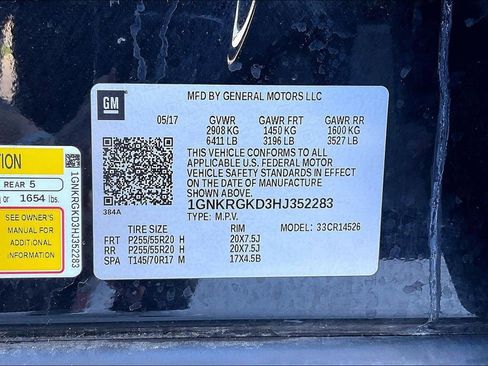 MFD BY GENERAL MOTORS LLC
GM
05/17 GVWR GAWR FRT GAWR RR
2908 KG 1450 KG 1600 KG
6411 LB 3196 LB 3527 LB
THIS VEHICLE CONFORMS TO ALL
APPLICABLE U.S. FEDERAL MOTOR
VEHICLE SAFETY STANDARDS IN EFFECT
ON THE DATE OF MANUFACTURE
SHOWN ABOVE.
384A
1GNKRGKD3HJ352283
TYPE: M.P.V. MODEL: 33CR14526
TIRE SIZE RIM
FRT P255/55R20 H 20X7.5J
RR P255/55R20 H 20X7.5J
SPA T145/70R17 M 17X4.5B
TION
REAR 5
or 1654 lbs.
SEE OWNER'S
MANUAL FOR
ADDITIONAL
INFORMATION
1GNKRGKD3HJ352283